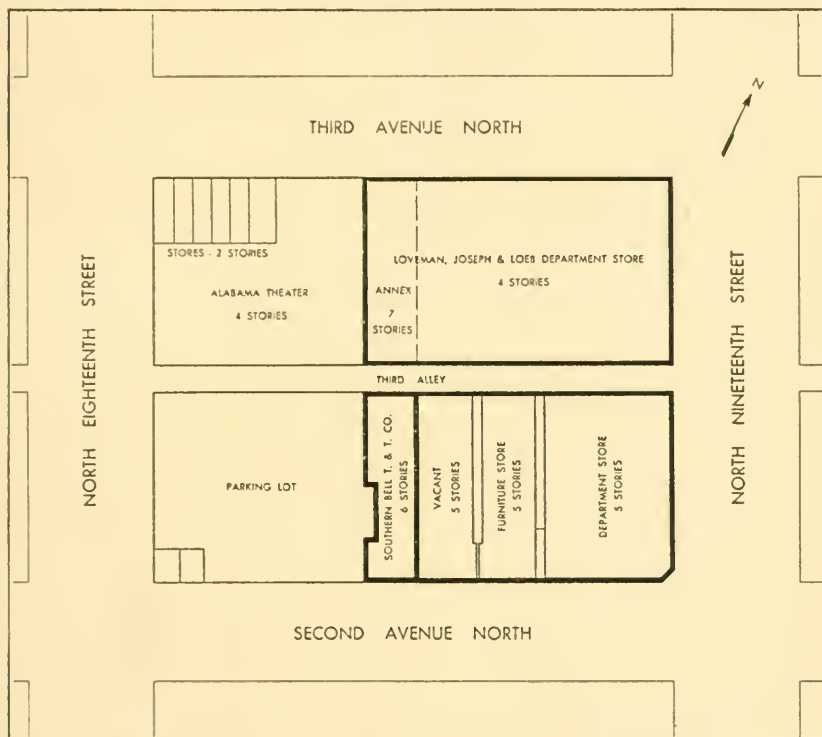 N
THIRD AVENUE NORTH
NORTH EIGHTEENTH STREET
STORES - 2 STORIES
ALABAMA THEATER
4 STORIES
ANNEX
7
STORIES
LOVEMAN, JOSEPH & LOEB DEPARTMENT STORE
4 STORIES
NORTH NINETEENTH STREET
THIRD ALLEY
PARKING LOT
SOUTHERN BELL T. & T. CO.
6 STORIES
VACANT
5 STORIES
FURNITURE STORE
5 STORIES
DEPARTMENT STORE
5 STORIES
SECOND AVENUE NORTH